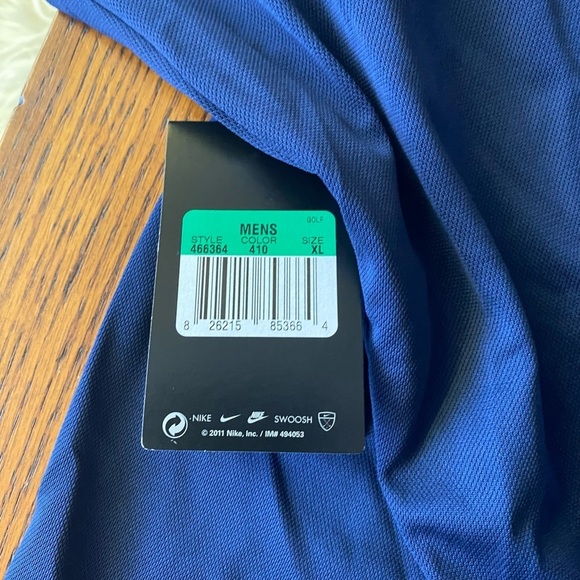 GOLF
MENS
STYLE COLOR SIZE
466364 410 XL
8 26215 85366 4
·NIKE NIKE SWOOSH
© 2011 Nike, Inc. / IM# 494053